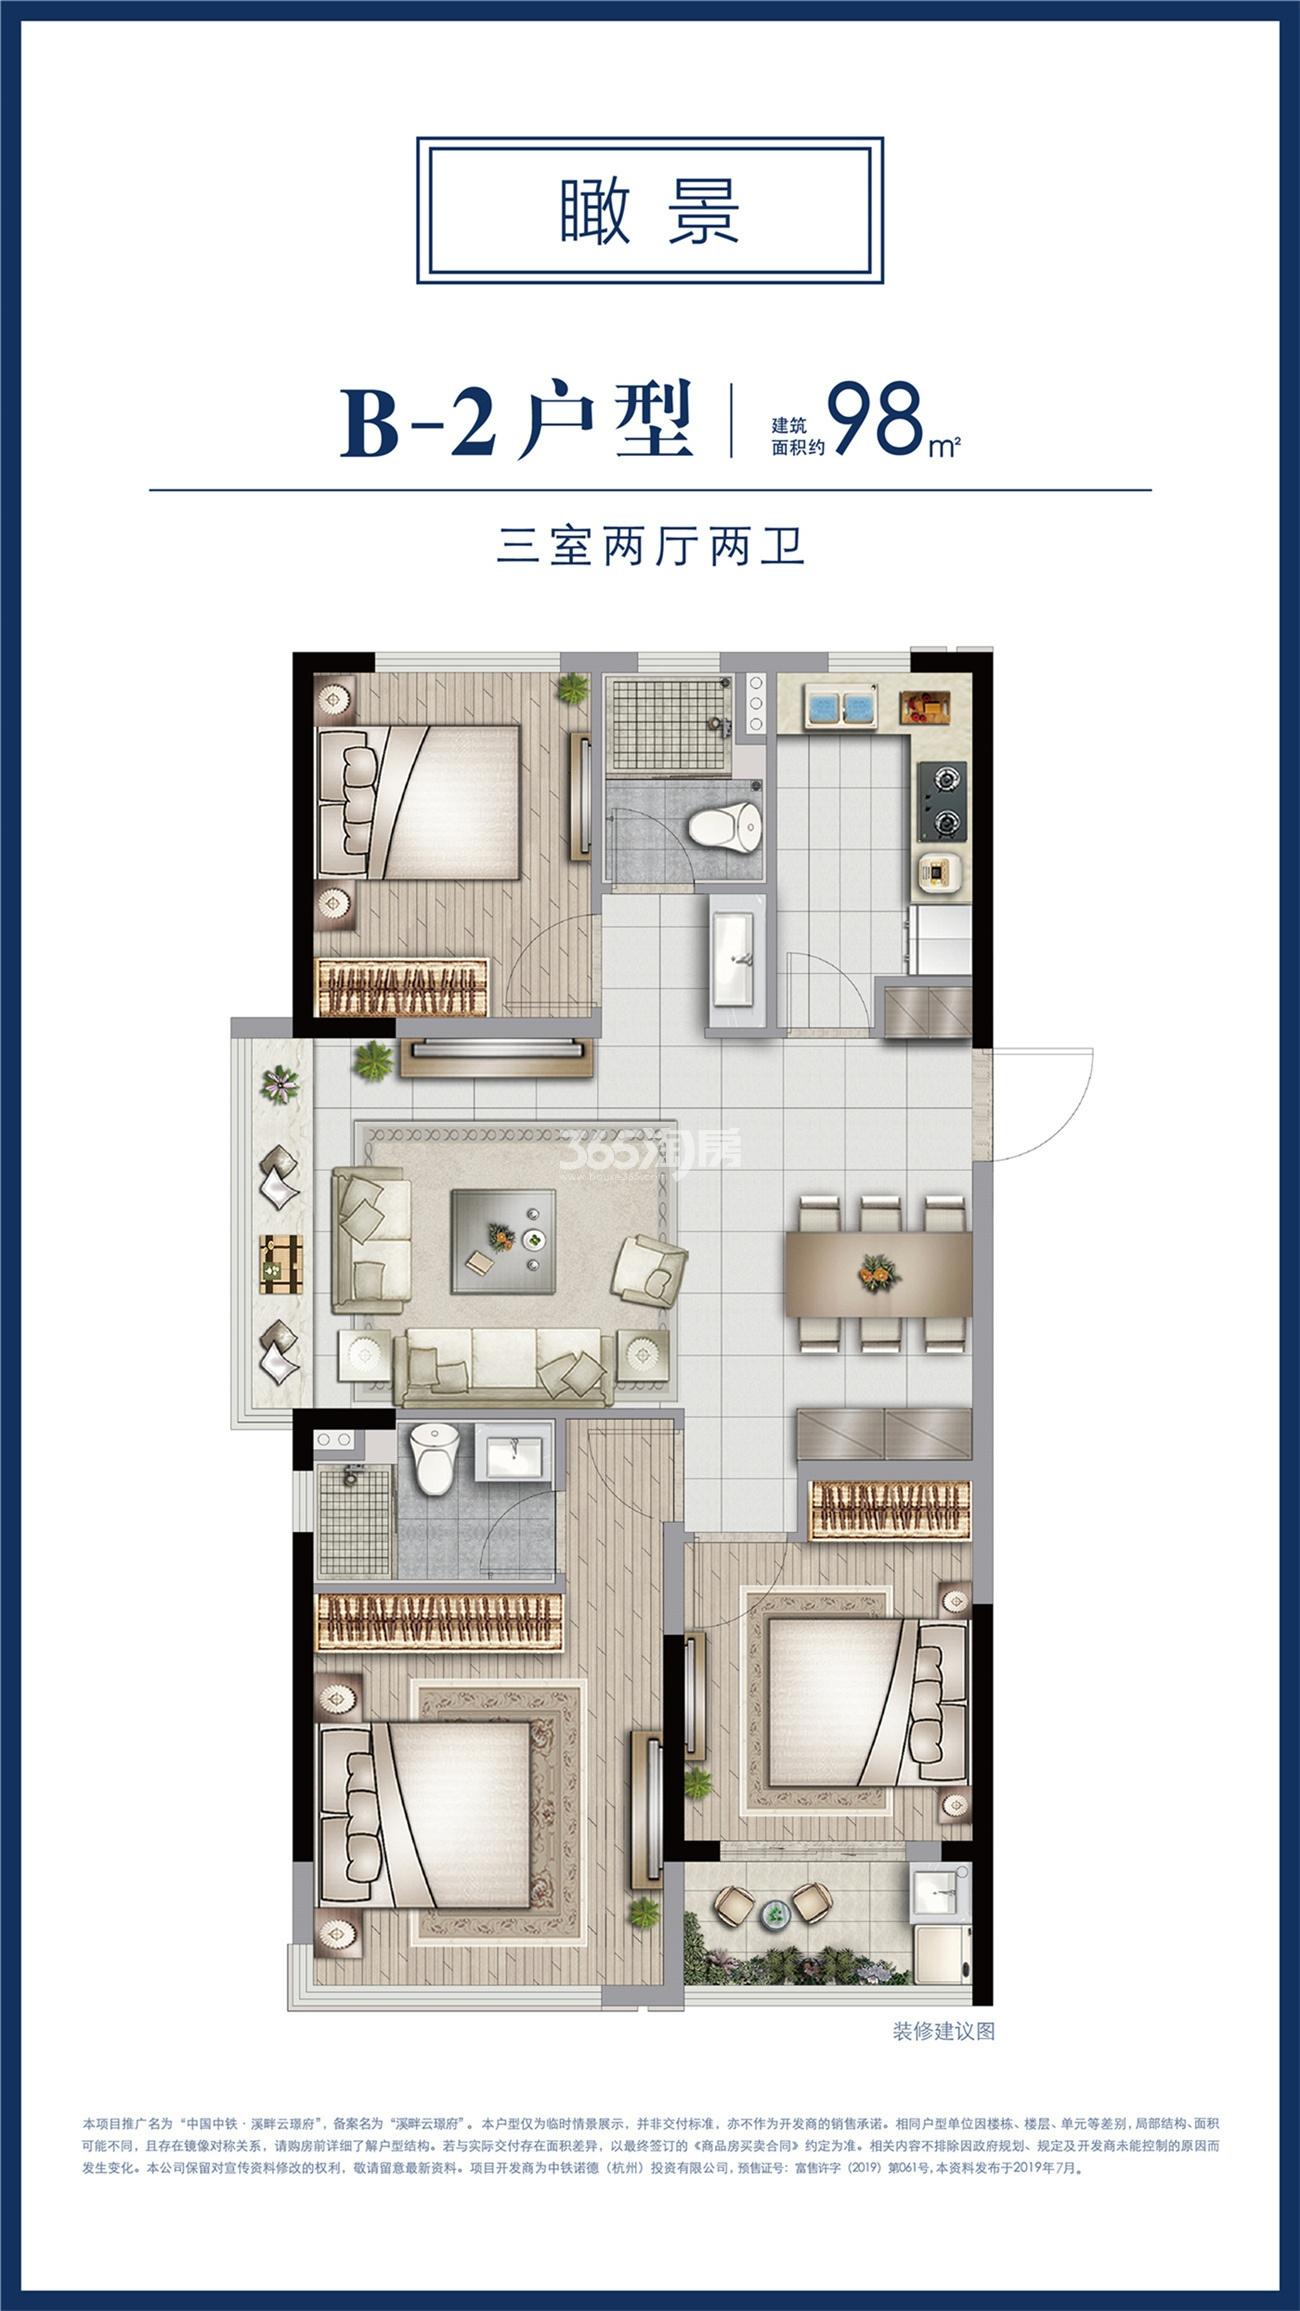 瞰景
B-2户型
建筑
面积约98m²
三室两厅两卫
365淘房
www.house365.com
装修建议图
本项目推广名为“中国中铁·溪畔云璟府”，备案名为“溪畔云璟府”。本户型仅为临时情景展示，并非交付标准，亦不作为开发商的销售承诺。相同户型单位因楼栋、楼层、单元等差别，局部结构、面积
可能不同，且存在镜像对称关系，请购房前详细了解户型结构。若与实际交付存在面积差异，以最终签订的《商品房买卖合同》约定为准。相关内容不排除因政府规划、规定及开发商未能控制的原因而
发生变化。本公司保留对宣传资料修改的权利，敬请留意最新资料。项目开发商为中铁诺德（杭州）投资有限公司，预售证号：富售许字（2019）第061号，本资料发布于2019年7月。